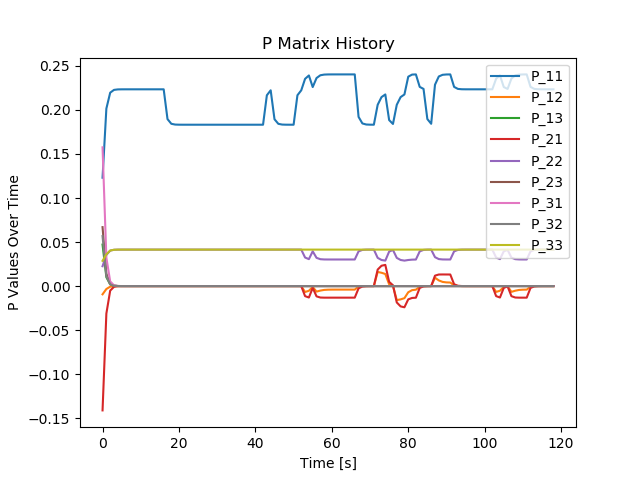 P Matrix History
P Values Over Time
0.25
0.20
0.15
0.10
0.05
0.00
−0.05
−0.10
−0.15
0 20 40 60 80 100 120
Time [s]
P_11
P_12
P_13
P_21
P_22
P_23
P_31
P_32
P_33